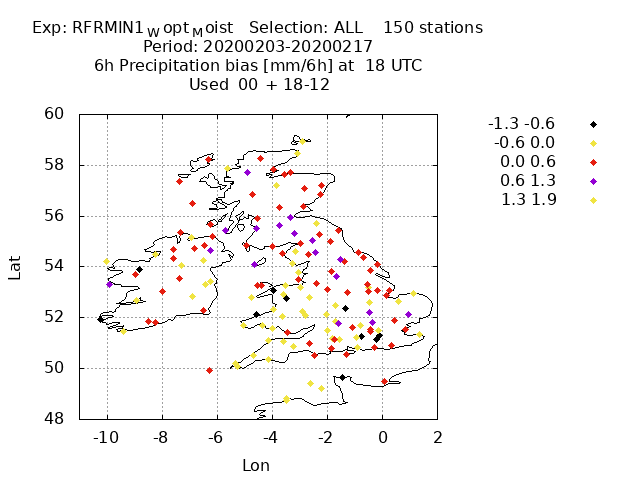 Exp: RFRMIN1WoptMoist Selection: ALL 150 stations
Period: 20200203-20200217
6h Precipitation bias [mm/6h] at 18 UTC
Used 00 + 18-12
-1.3 -0.6
-0.6 0.0
0.0 0.6
0.6 1.3
1.3 1.9
60
58
56
54
52
50
48
Lat
-10 -8 -6 -4 -2 0 2
Lon